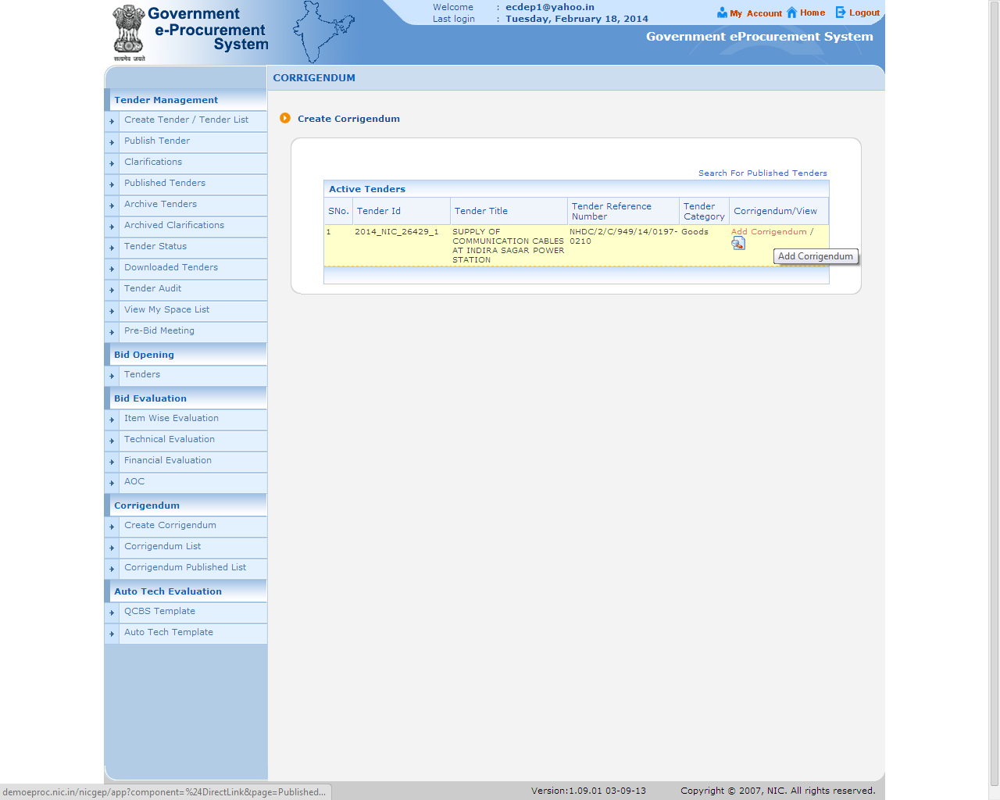 Government
e-Procurement
System
सत्यमेव जयते
Welcome : ecdep1@yahoo.in
Last login : Tuesday, February 18, 2014
My Account Home Logout
Government eProcurement System
CORRIGENDUM
Tender Management
Create Tender / Tender List
Publish Tender
Clarifications
Published Tenders
Archive Tenders
Archived Clarifications
Tender Status
Downloaded Tenders
Tender Audit
View My Space List
Pre-Bid Meeting
Bid Opening
Tenders
Bid Evaluation
Item Wise Evaluation
Technical Evaluation
Financial Evaluation
AOC
Corrigendum
Create Corrigendum
Corrigendum List
Corrigendum Published List
Auto Tech Evaluation
QCBS Template
Auto Tech Template
Create Corrigendum
Search For Published Tenders
Active Tenders
SNo. Tender Id Tender Title Tender Reference Number Tender Category Corrigendum/View
1 2014_NIC_26429_1 SUPPLY OF NHDC/2/C/949/14/0197- Goods Add Corrigendum /
COMMUNICATION CABLES 0210
AT INDIRA SAGAR POWER
STATION
Add Corrigendum
demoeproc.nic.in/nicgep/app?component=%24DirectLink&page=Published...
Version:1.09.01 03-09-13 Copyright © 2007, NIC. All rights reserved.